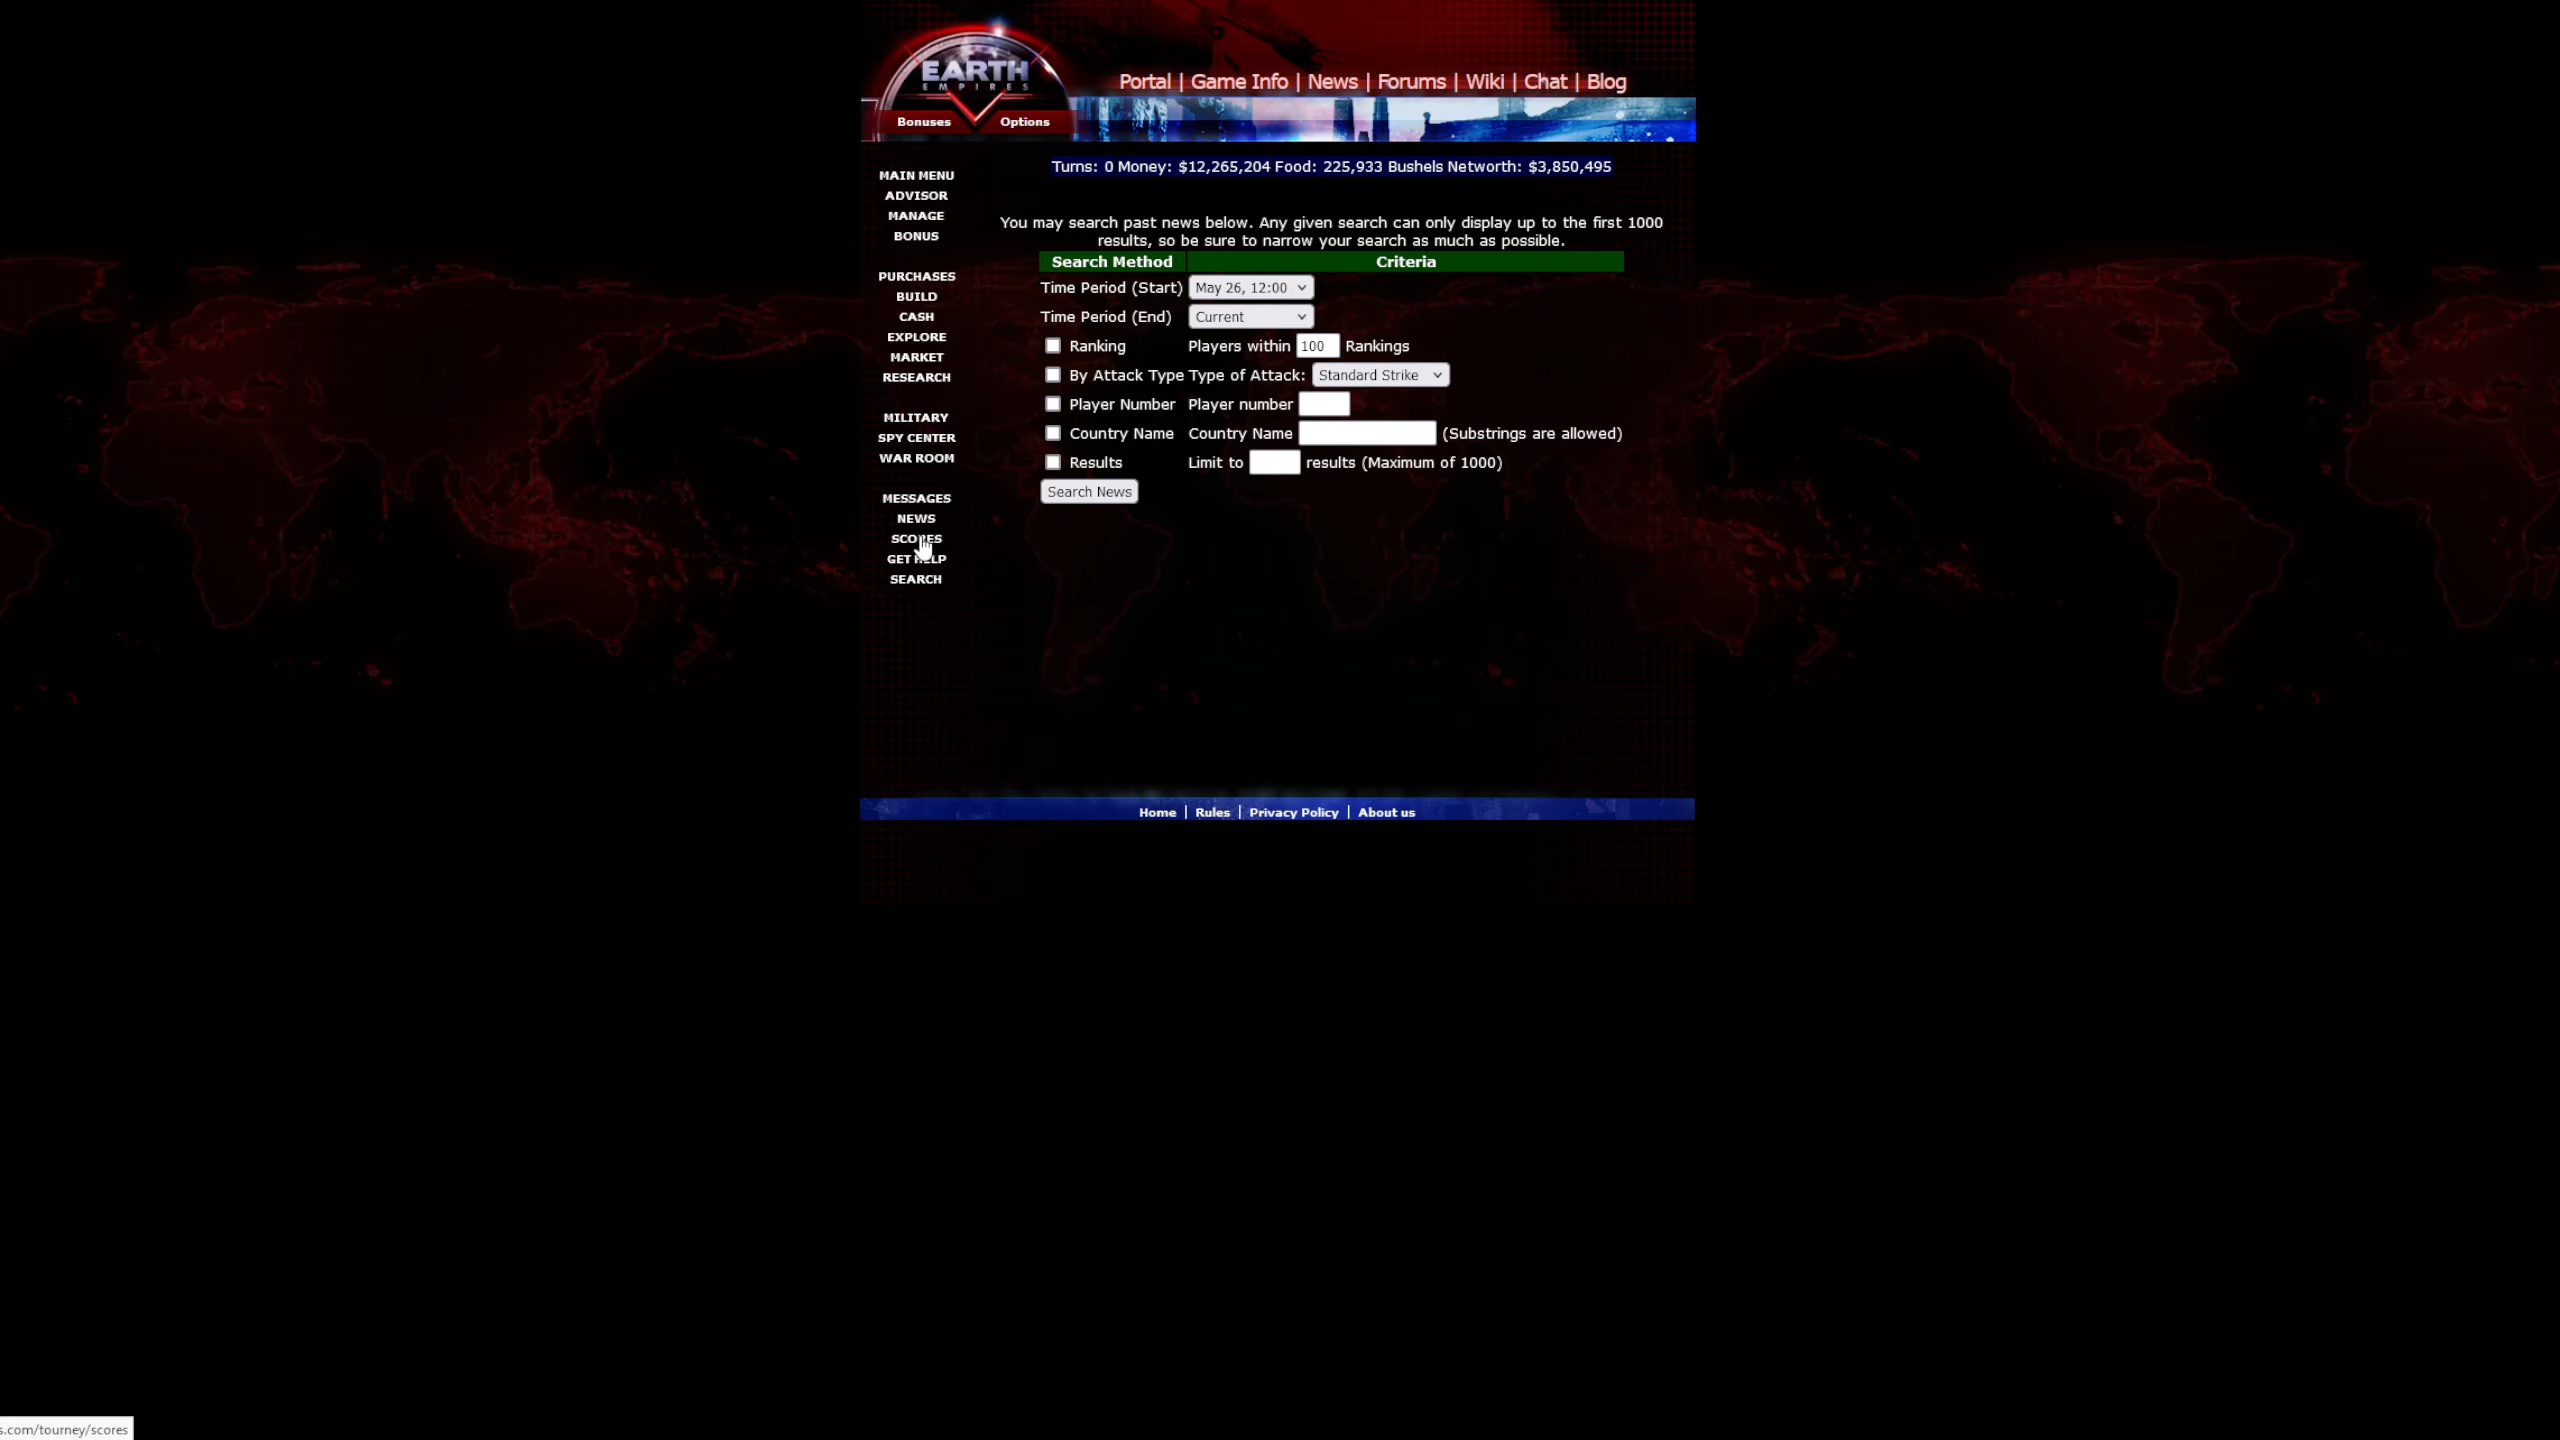 EARTH
EMPIRES
Portal | Game Info | News | Forums | Wiki | Chat | Blog
Bonuses
Options
Turns: 0 Money: $12,265,204 Food: 225,933 Bushels Networth: $3,850,495
MAIN MENU
ADVISOR
MANAGE
BONUS
PURCHASES
BUILD
CASH
EXPLORE
MARKET
RESEARCH
MILITARY
SPY CENTER
WAR ROOM
MESSAGES
NEWS
SCORES
GET HELP
SEARCH
You may search past news below. Any given search can only display up to the first 1000
results, so be sure to narrow your search as much as possible.
Search Method Criteria
Time Period (Start) May 26, 12:00
Time Period (End) Current
Ranking Players within 100 Rankings
By Attack Type Type of Attack: Standard Strike
Player Number Player number
Country Name Country Name (Substrings are allowed)
Results Limit to results (Maximum of 1000)
Search News
Home | Rules | Privacy Policy | About us
s.com/tourney/scores